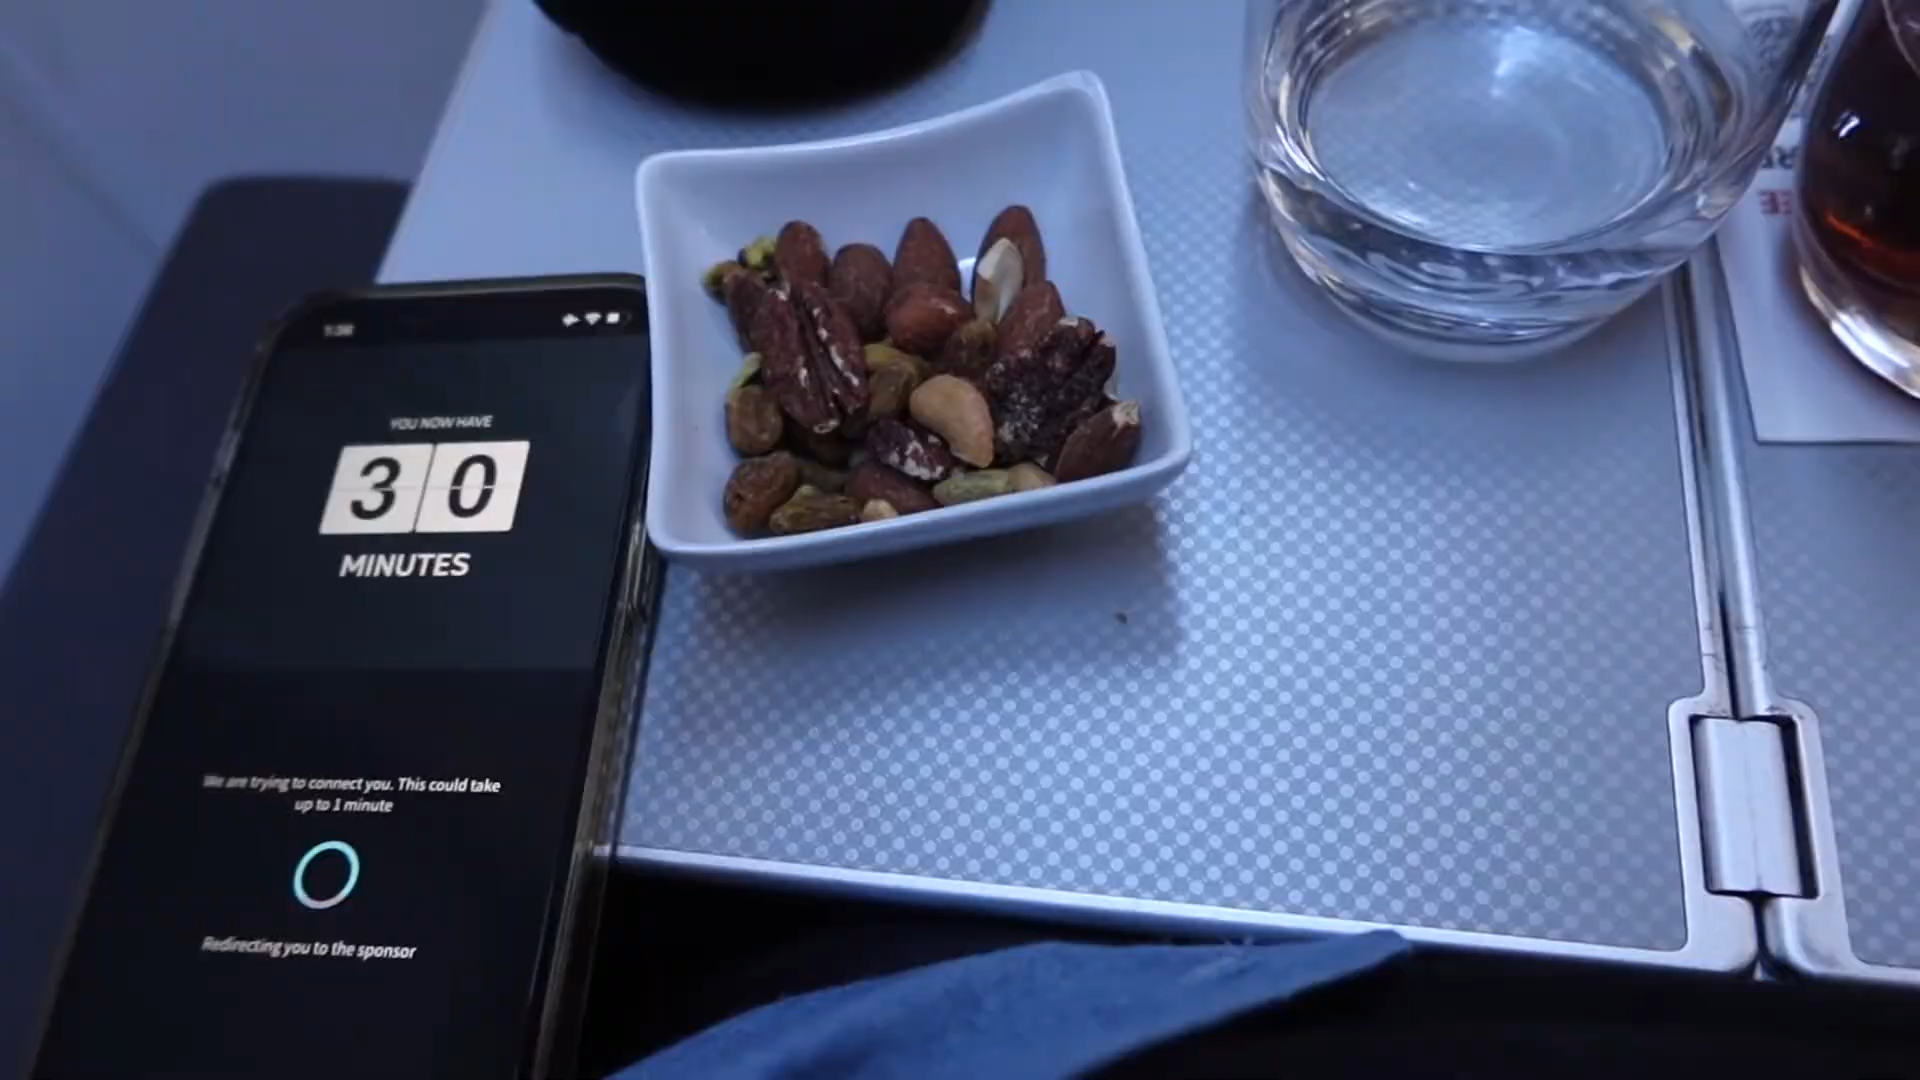 YOU NOW HAVE
30
MINUTES
We are trying to connect you. This could take
up to 1 minute
Redirecting you to the sponsor